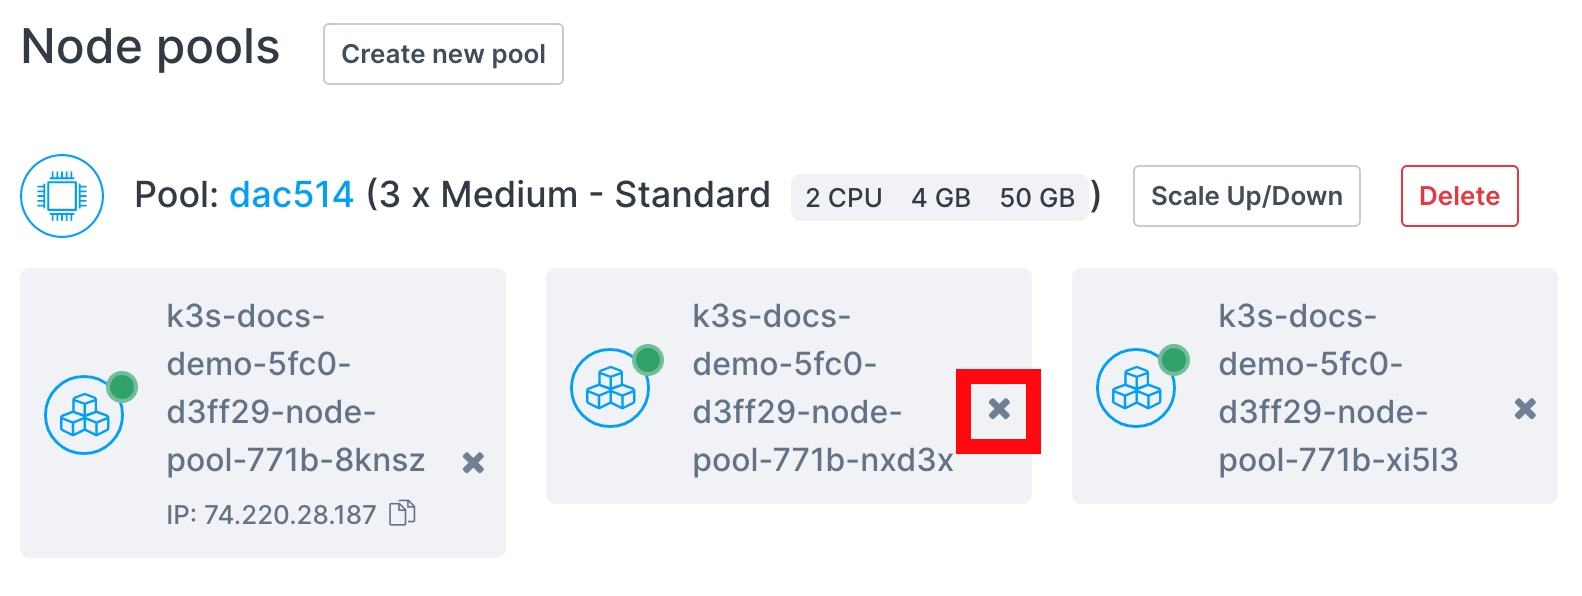 Node pools
Create new pool
Pool: dac514 (3 x Medium - Standard 2 CPU 4 GB 50 GB)
Scale Up/Down
Delete
k3s-docs-
demo-5fc0-
d3ff29-node-
pool-771b-8knsz
IP: 74.220.28.187
k3s-docs-
demo-5fc0-
d3ff29-node-
pool-771b-nxd3x
k3s-docs-
demo-5fc0-
d3ff29-node-
pool-771b-xi5l3